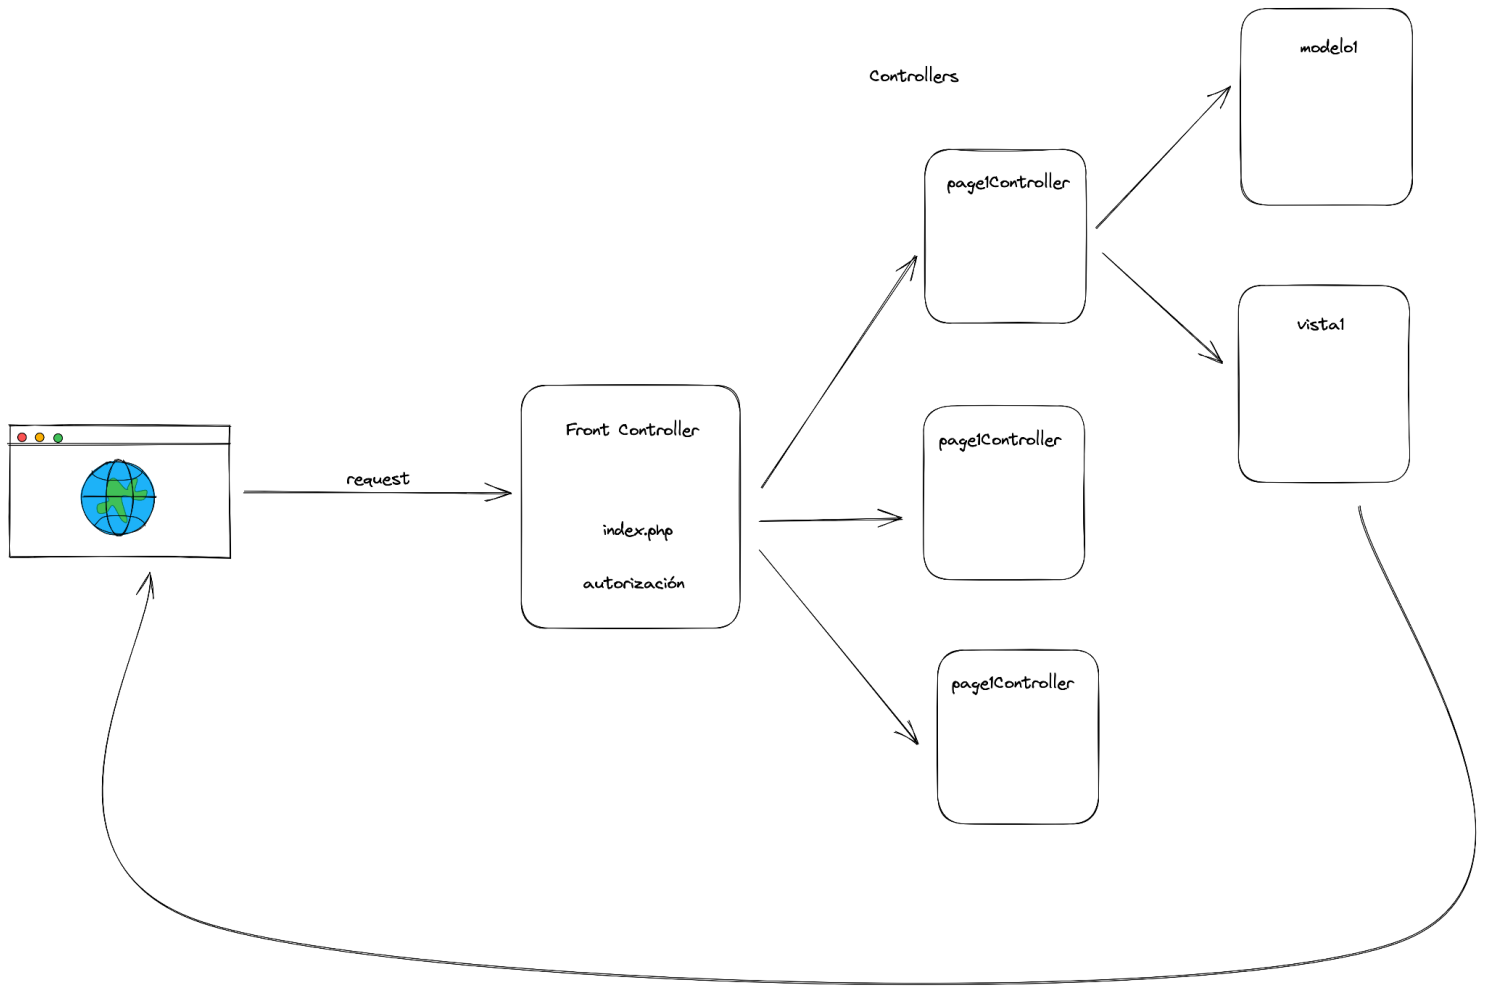 Controllers
modelo1
page1Controller
vista1
Front Controller
page1Controller
request
index.php
autorización
page1Controller